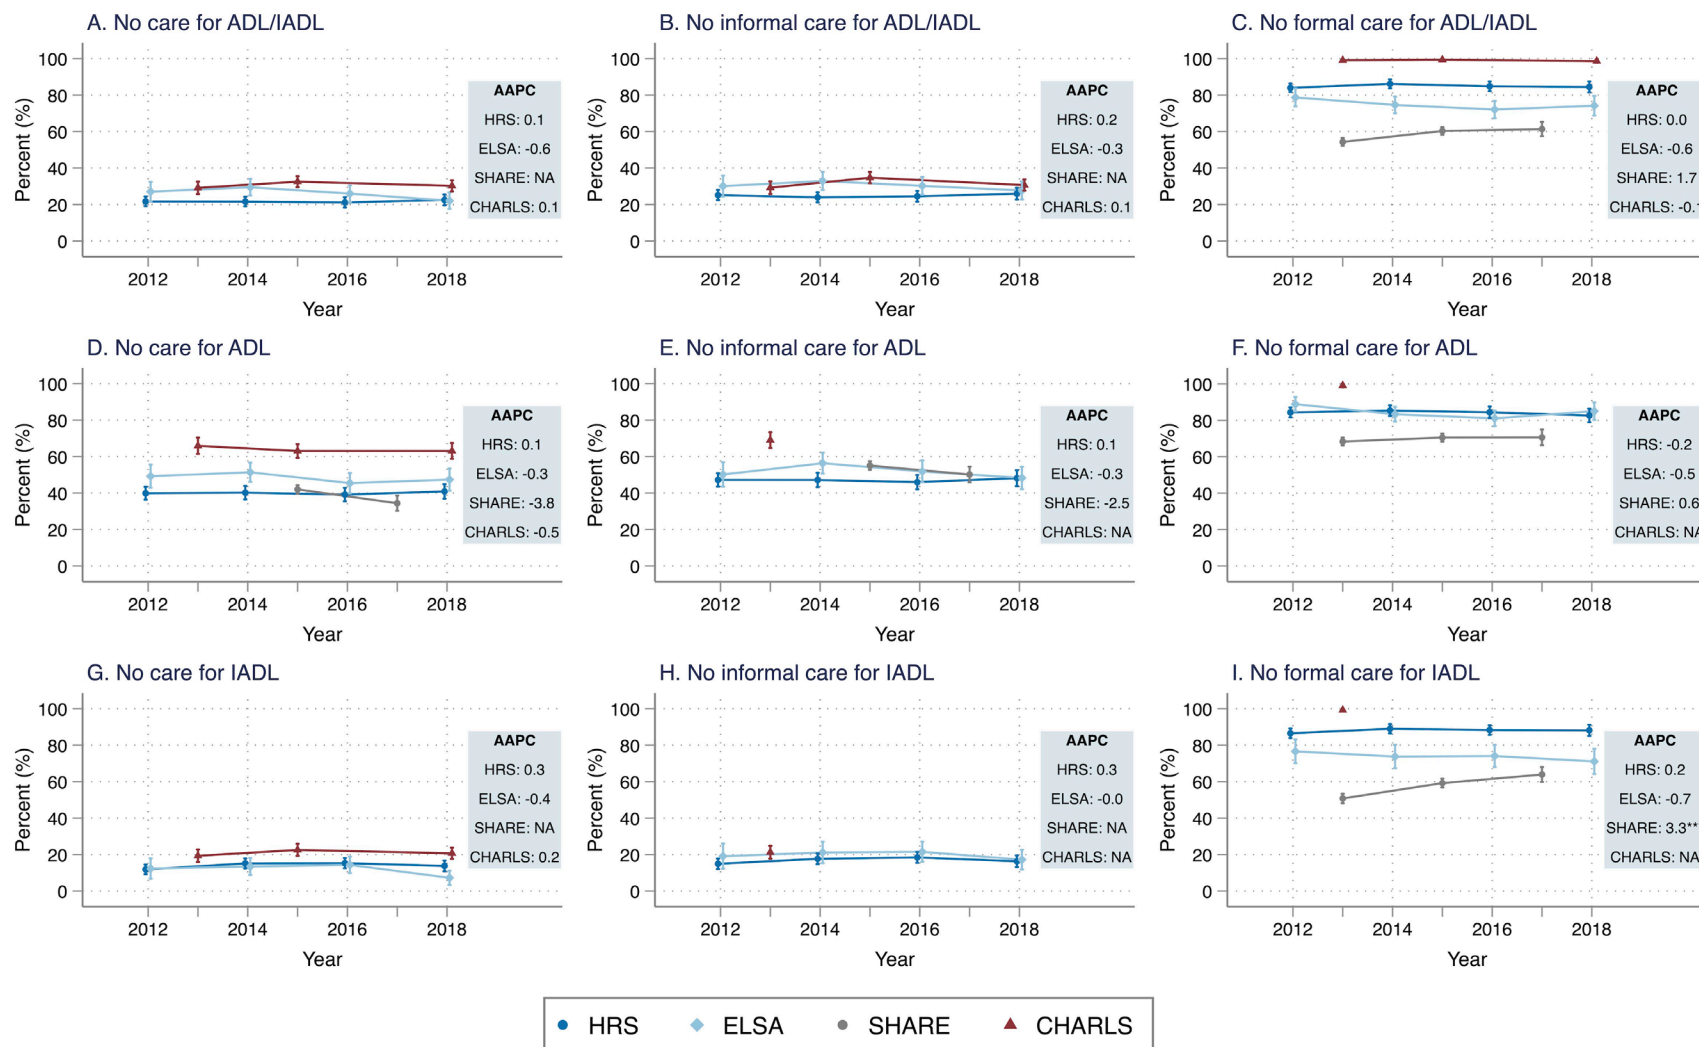 A. No care for ADL/IADL
Percent (%)
100
80
60
40
20
0
2012 2014 2016 2018
Year
AAPC
HRS: 0.1
ELSA: -0.6
SHARE: NA
CHARLS: 0.1
B. No informal care for ADL/IADL
Percent (%)
100
80
60
40
20
0
2012 2014 2016 2018
Year
AAPC
HRS: 0.2
ELSA: -0.3
SHARE: NA
CHARLS: 0.1
C. No formal care for ADL/IADL
Percent (%)
100
80
60
40
20
0
2012 2014 2016 2018
Year
AAPC
HRS: 0.0
ELSA: -0.6
SHARE: 1.7
CHARLS: -0.1
D. No care for ADL
Percent (%)
100
80
60
40
20
0
2012 2014 2016 2018
Year
AAPC
HRS: 0.1
ELSA: -0.3
SHARE: -3.8
CHARLS: -0.5
E. No informal care for ADL
Percent (%)
100
80
60
40
20
0
2012 2014 2016 2018
Year
AAPC
HRS: 0.1
ELSA: -0.3
SHARE: -2.5
CHARLS: NA
F. No formal care for ADL
Percent (%)
100
80
60
40
20
0
2012 2014 2016 2018
Year
AAPC
HRS: -0.2
ELSA: -0.5
SHARE: 0.6
CHARLS: NA
G. No care for IADL
Percent (%)
100
80
60
40
20
0
2012 2014 2016 2018
Year
AAPC
HRS: 0.3
ELSA: -0.4
SHARE: NA
CHARLS: 0.2
H. No informal care for IADL
Percent (%)
100
80
60
40
20
0
2012 2014 2016 2018
Year
AAPC
HRS: 0.3
ELSA: -0.0
SHARE: NA
CHARLS: NA
I. No formal care for IADL
Percent (%)
100
80
60
40
20
0
2012 2014 2016 2018
Year
AAPC
HRS: 0.2
ELSA: -0.7
SHARE: 3.3**
CHARLS: NA
HRS ELSA SHARE CHARLS